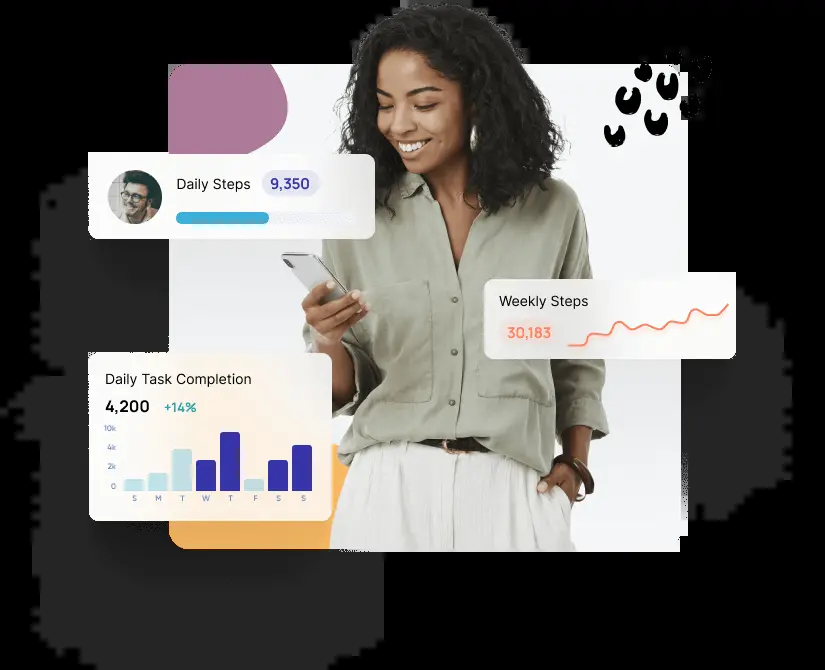 Daily Steps 9,350
Weekly Steps
30,183
Daily Task Completion
4,200 +14%
10k
4k
2k
0
S M T W T F S S